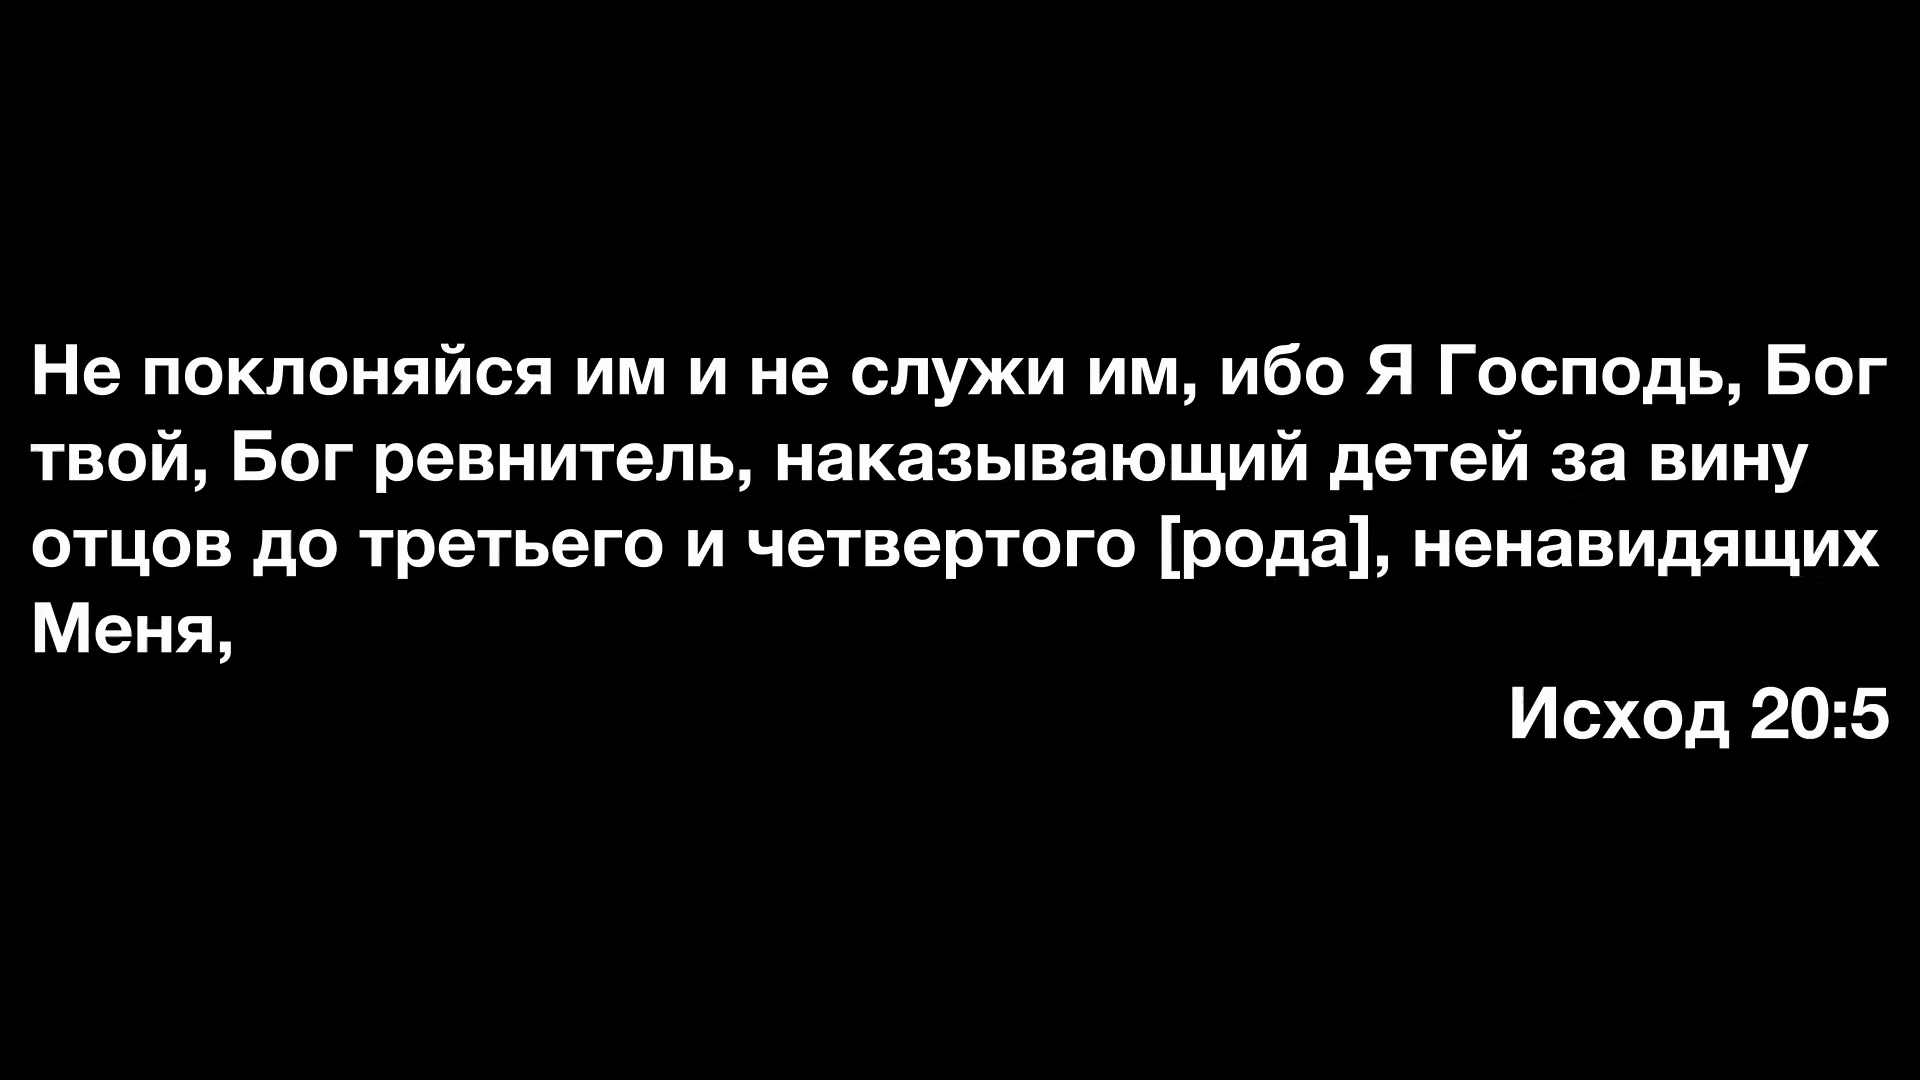 Не поклоняйся им и не служи им, ибо Я Господь, Бог
твой, Бог ревнитель, наказывающий детей за вину
отцов до третьего и четвертого [рода], ненавидящих
Меня,
Исход 20:5